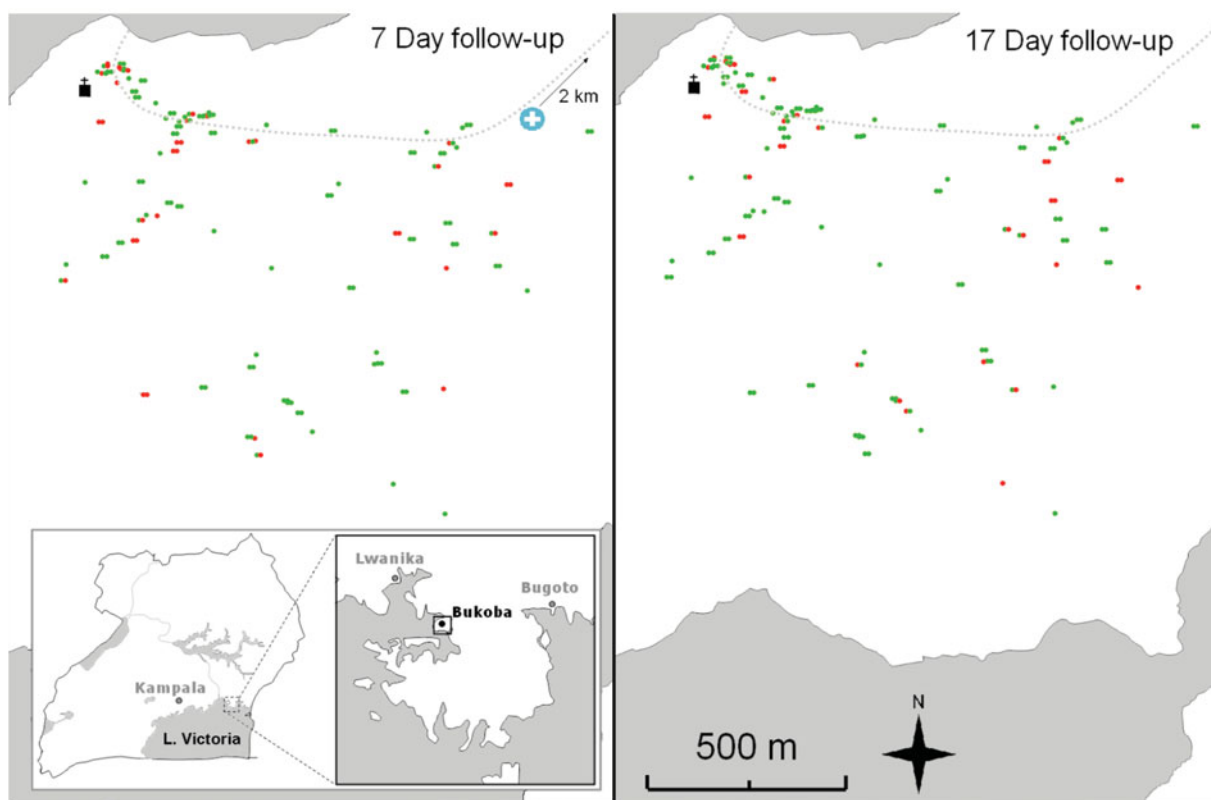 7 Day follow-up
17 Day follow-up
2 km
Lwanika
Bugoto
Bukoba
Kampala
L. Victoria
N
500 m